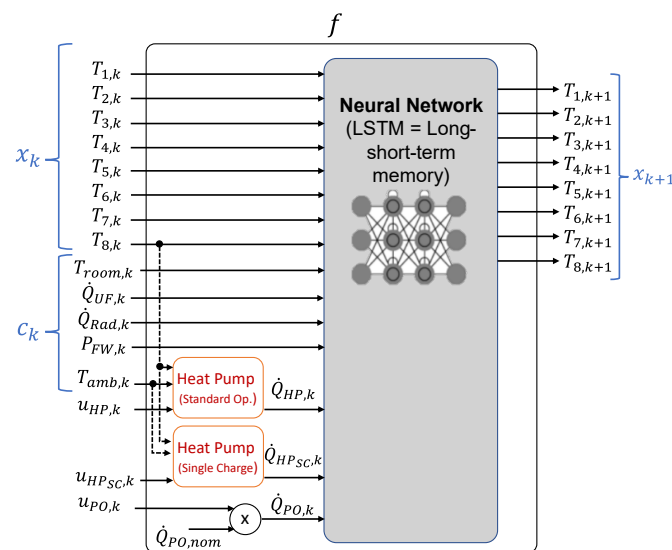 f
T_{1,k}
T_{2,k}
T_{3,k}
T_{4,k}
T_{5,k}
T_{6,k}
T_{7,k}
T_{8,k}
x_k
T_{room,k}
Q̇_{UF,k}
Q̇_{Rad,k}
P_{FW,k}
T_{amb,k}
c_k
u_{HP,k}
u_{HP_{SC},k}
u_{PO,k}
Q̇_{PO,nom}
Heat Pump
(Standard Op.)
Q̇_{HP,k}
Heat Pump
(Single Charge)
Q̇_{HP_{SC},k}
X
Q̇_{PO,k}
Neural Network
(LSTM = Long-
short-term
memory)
T_{1,k+1}
T_{2,k+1}
T_{3,k+1}
T_{4,k+1}
T_{5,k+1}
T_{6,k+1}
T_{7,k+1}
T_{8,k+1}
x_{k+1}